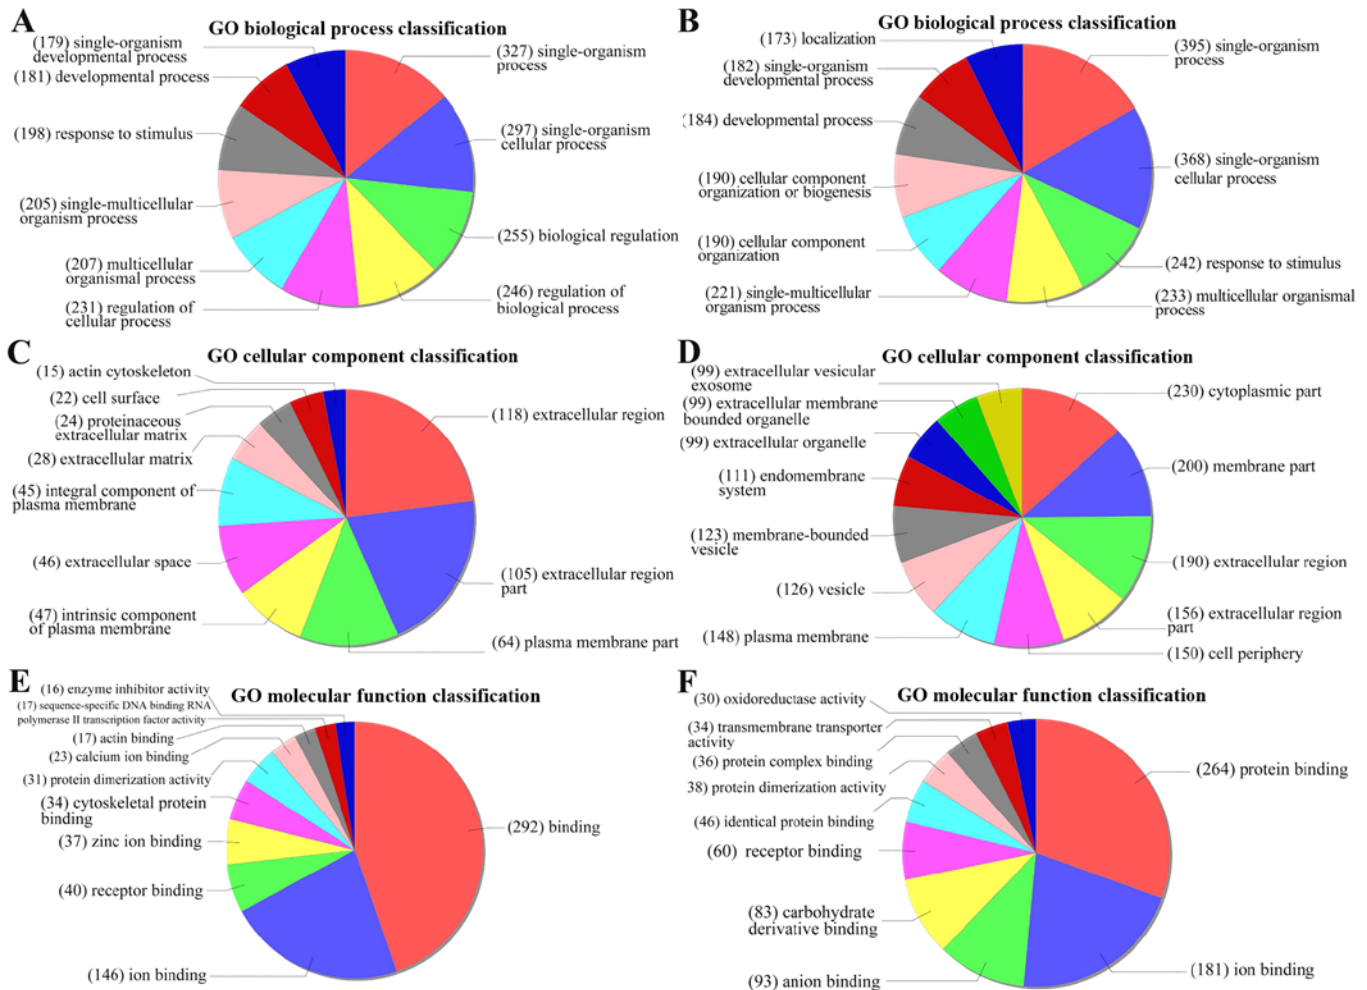 A
GO biological process classification
(179) single-organism
developmental process
(181) developmental process
(198) response to stimulus
(205) single-multicellular
organism process
(207) multicellular
organismal process
(231) regulation of
cellular process
(327) single-organism
process
(297) single-organism
cellular process
(255) biological regulation
(246) regulation of
biological process
B
GO biological process classification
(173) localization
(182) single-organism
developmental process
(184) developmental process
(190) cellular component
organization or biogenesis
(190) cellular component
organization
(221) single-multicellular
organism process
(395) single-organism
process
(368) single-organism
cellular process
(242) response to stimulus
(233) multicellular organismal
process
C
GO cellular component classification
(15) actin cytoskeleton
(22) cell surface
(24) proteinaceous
extracellular matrix
(28) extracellular matrix
(45) integral component of
plasma membrane
(46) extracellular space
(47) intrinsic component
of plasma membrane
(118) extracellular region
(105) extracellular region
part
(64) plasma membrane part
D
GO cellular component classification
(99) extracellular vesicular
exosome
(99) extracellular membrane
bounded organelle
(99) extracellular organelle
(111) endomembrane
system
(123) membrane-bounded
vesicle
(126) vesicle
(148) plasma membrane
(230) cytoplasmic part
(200) membrane part
(190) extracellular region
(156) extracellular region
part
(150) cell periphery
E
GO molecular function classification
(16) enzyme inhibitor activity
(17) sequence-specific DNA binding RNA
polymerase II transcription factor activity
(17) actin binding
(23) calcium ion binding
(31) protein dimerization activity
(34) cytoskeletal protein
binding
(37) zinc ion binding
(40) receptor binding
(146) ion binding
(292) binding
F
GO molecular function classification
(30) oxidoreductase activity
(34) transmembrane transporter
activity
(36) protein complex binding
38) protein dimerization activity
(46) identical protein binding
(60) receptor binding
(83) carbohydrate
derivative binding
(93) anion binding
(264) protein binding
(181) ion binding